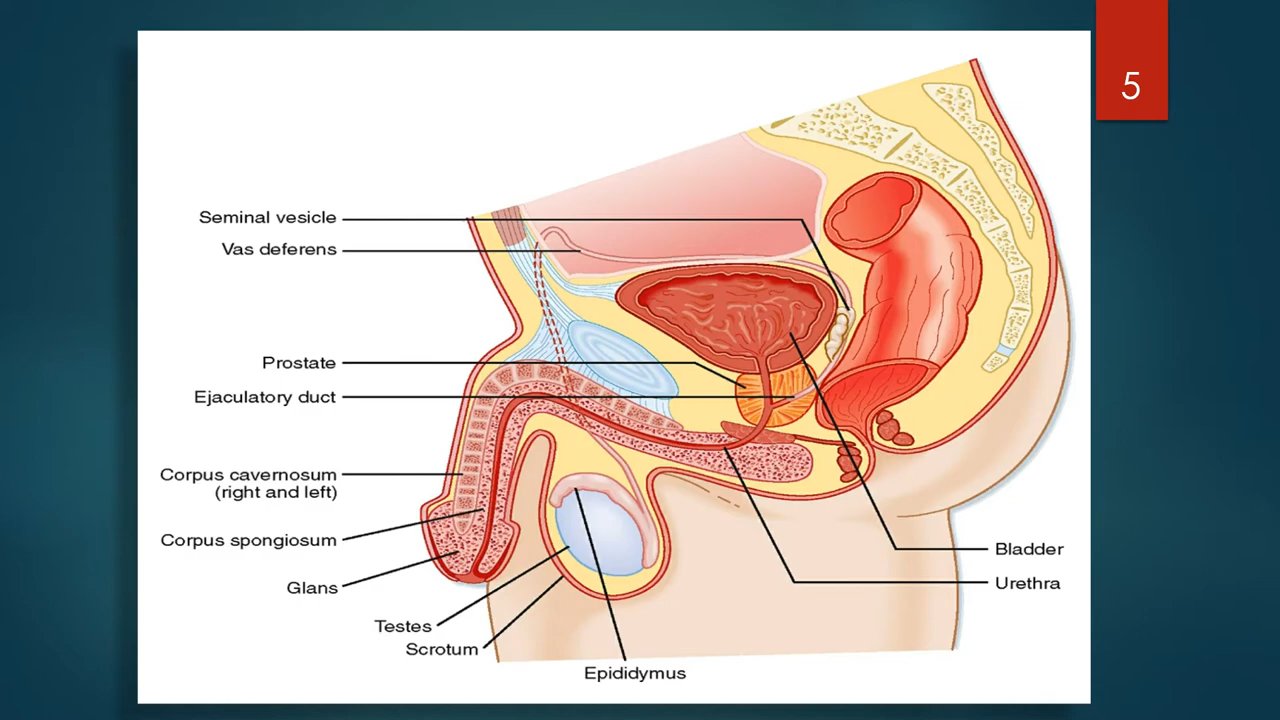 5
Seminal vesicle
Vas deferens
Prostate
Ejaculatory duct
Corpus cavernosum
(right and left)
Corpus spongiosum
Glans
Testes
Scrotum
Epididymus
Bladder
Urethra